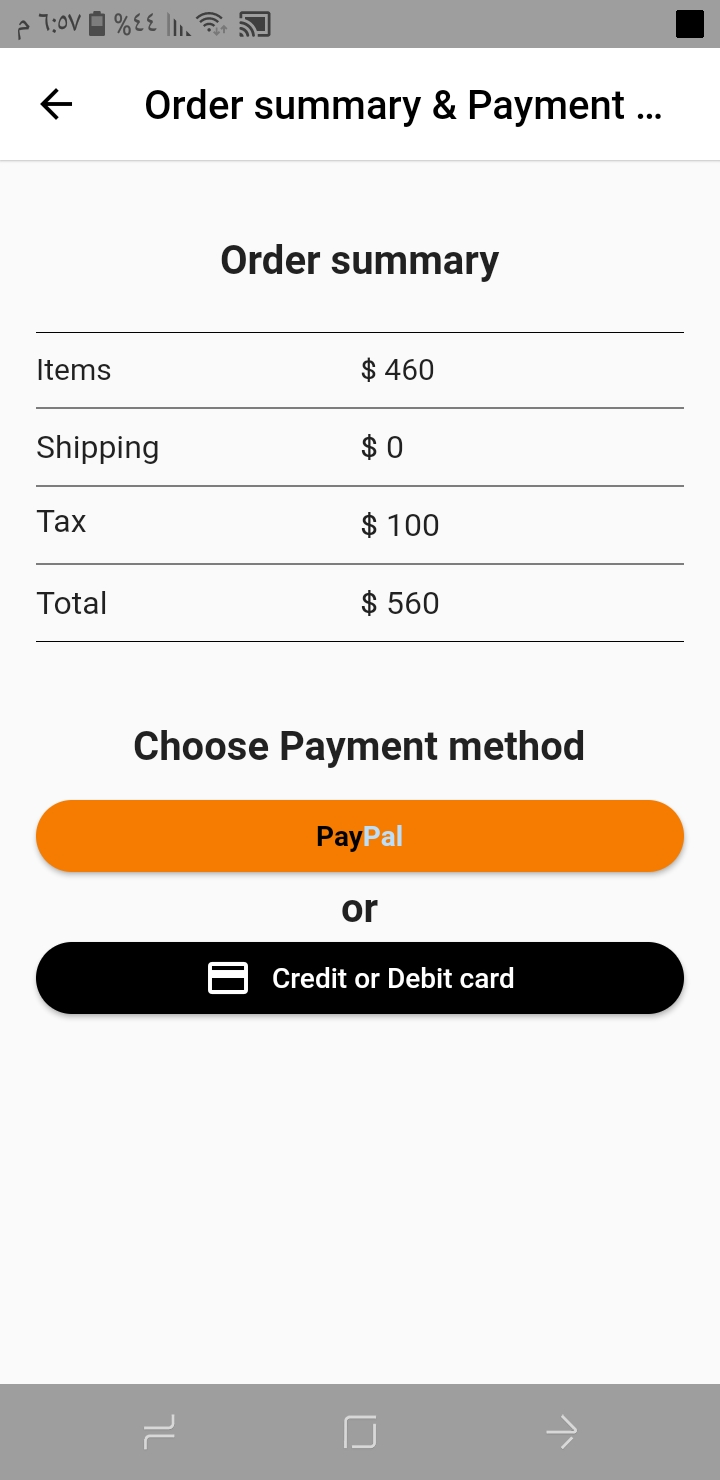 م ٦:٥٧ %٤٤
Order summary & Payment ...
Order summary
Items $ 460
Shipping $ 0
Tax $ 100
Total $ 560
Choose Payment method
PayPal
or
Credit or Debit card